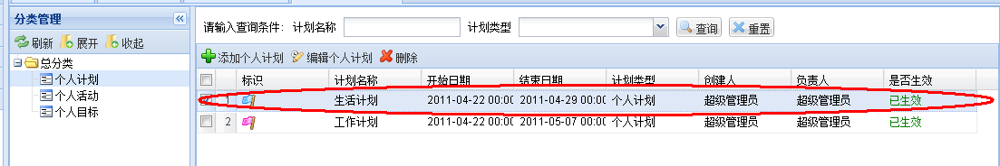 分类管理
请输入查询条件： 计划名称 计划类型 查询 重置
刷新 展开 收起
添加个人计划 编辑个人计划 删除
总分类
个人计划
个人活动
个人目标
标识 计划名称 开始日期 结束日期 计划类型 创建人 负责人 是否生效
1 生活计划 2011-04-22 00:00 2011-04-29 00:00 个人计划 超级管理员 超级管理员 已生效
2 工作计划 2011-04-22 00:00 2011-05-07 00:00 个人计划 超级管理员 超级管理员 已生效